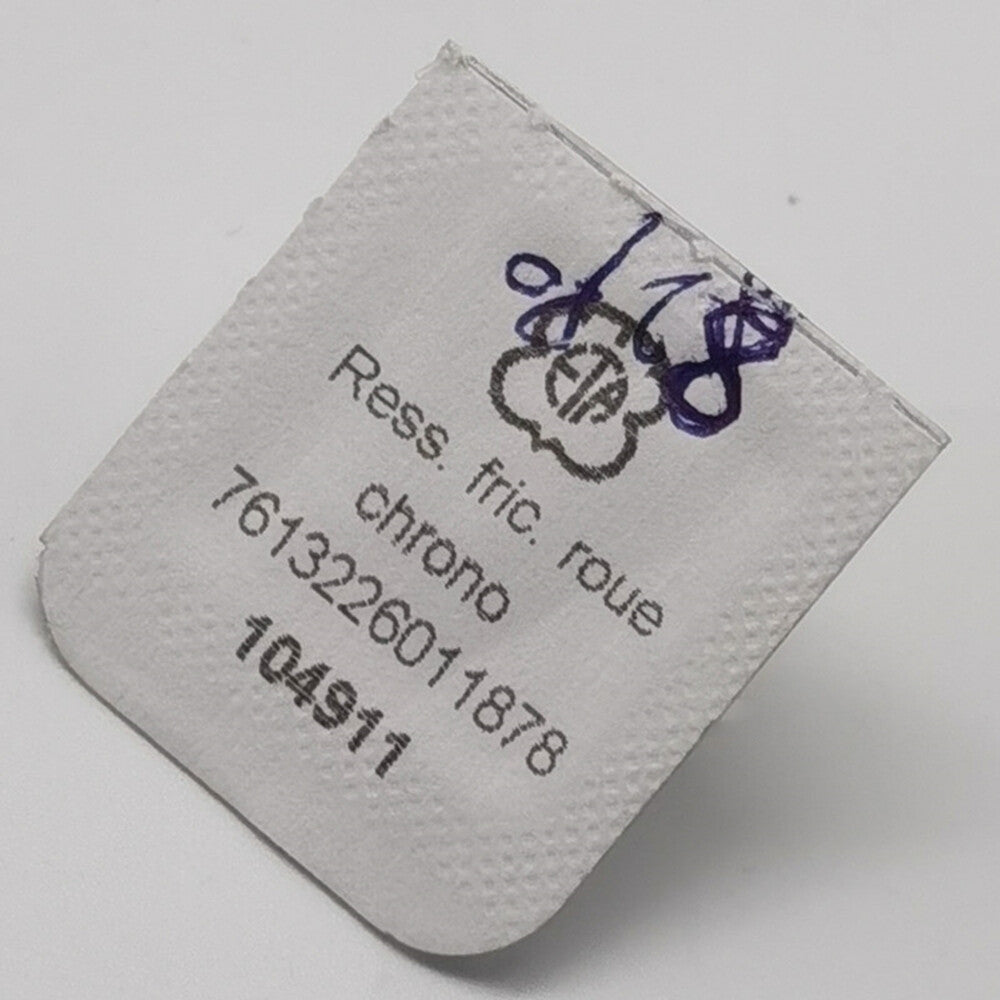 ETA
Ress. fric. roue
chrono
7613226011878
104911